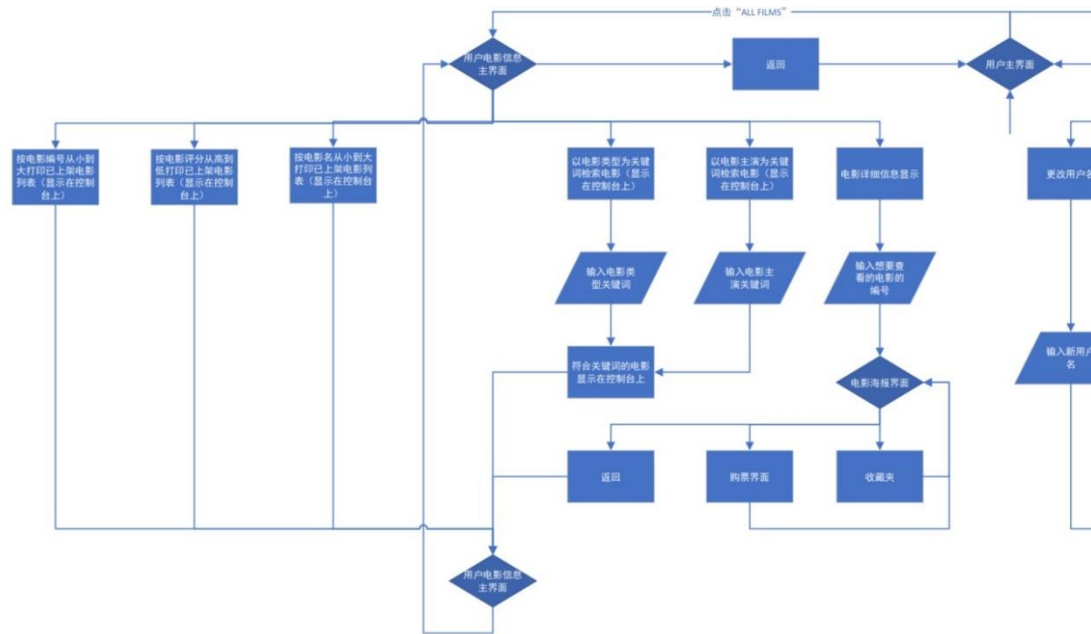 点击“ALL FILMS”
用户电影信息
主界面
返回
用户主界面
按电影编号从小到
大打印已上架电影
列表（显示在控制
台上）
按电影评分从高到
低打印已上架电影
列表（显示在控制
台上）
按电影名从小到大
打印已上架电影列
表（显示在控制台
上）
以电影类型为关键
词检索电影（显示
在控制台上）
以电影主演为关键
词检索电影（显示
在控制台上）
电影详细信息显示
更改用户名
输入电影类
型关键词
输入电影主
演关键词
输入想要查
看的电影的
编号
输入新用户
名
符合关键词的电影
显示在控制台上
电影海报界面
返回
购票界面
收藏夹
用户电影信息
主界面